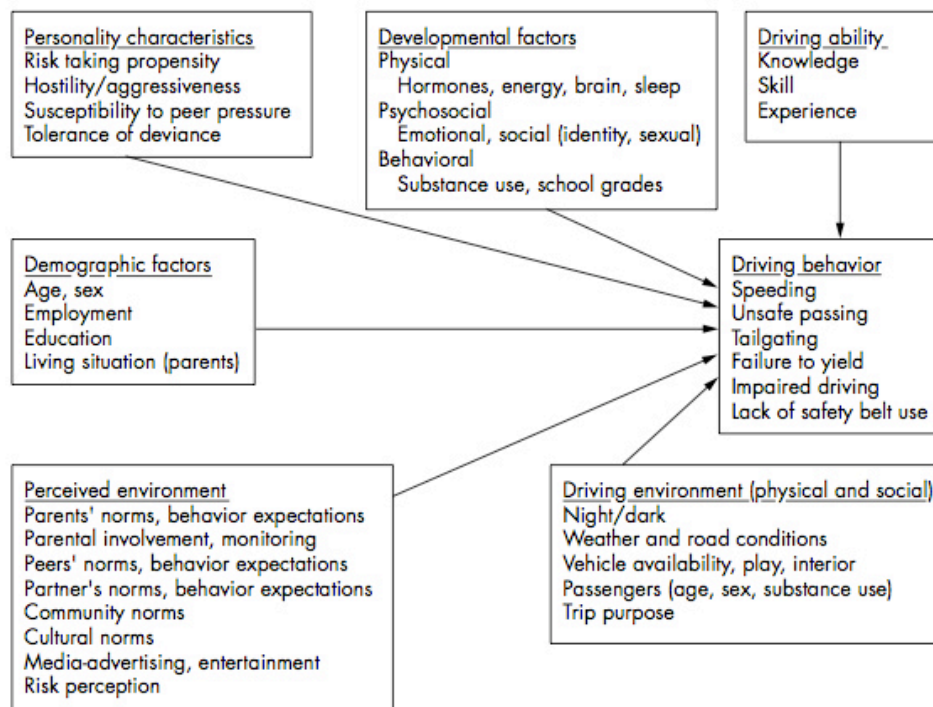 Personality characteristics
Risk taking propensity
Hostility/aggressiveness
Susceptibility to peer pressure
Tolerance of deviance
Developmental factors
Physical
Hormones, energy, brain, sleep
Psychosocial
Emotional, social (identity, sexual)
Behavioral
Substance use, school grades
Driving ability
Knowledge
Skill
Experience
Demographic factors
Age, sex
Employment
Education
Living situation (parents)
Driving behavior
Speeding
Unsafe passing
Tailgating
Failure to yield
Impaired driving
Lack of safety belt use
Perceived environment
Parents' norms, behavior expectations
Parental involvement, monitoring
Peers' norms, behavior expectations
Partner's norms, behavior expectations
Community norms
Cultural norms
Media-advertising, entertainment
Risk perception
Driving environment (physical and social)
Night/dark
Weather and road conditions
Vehicle availability, play, interior
Passengers (age, sex, substance use)
Trip purpose